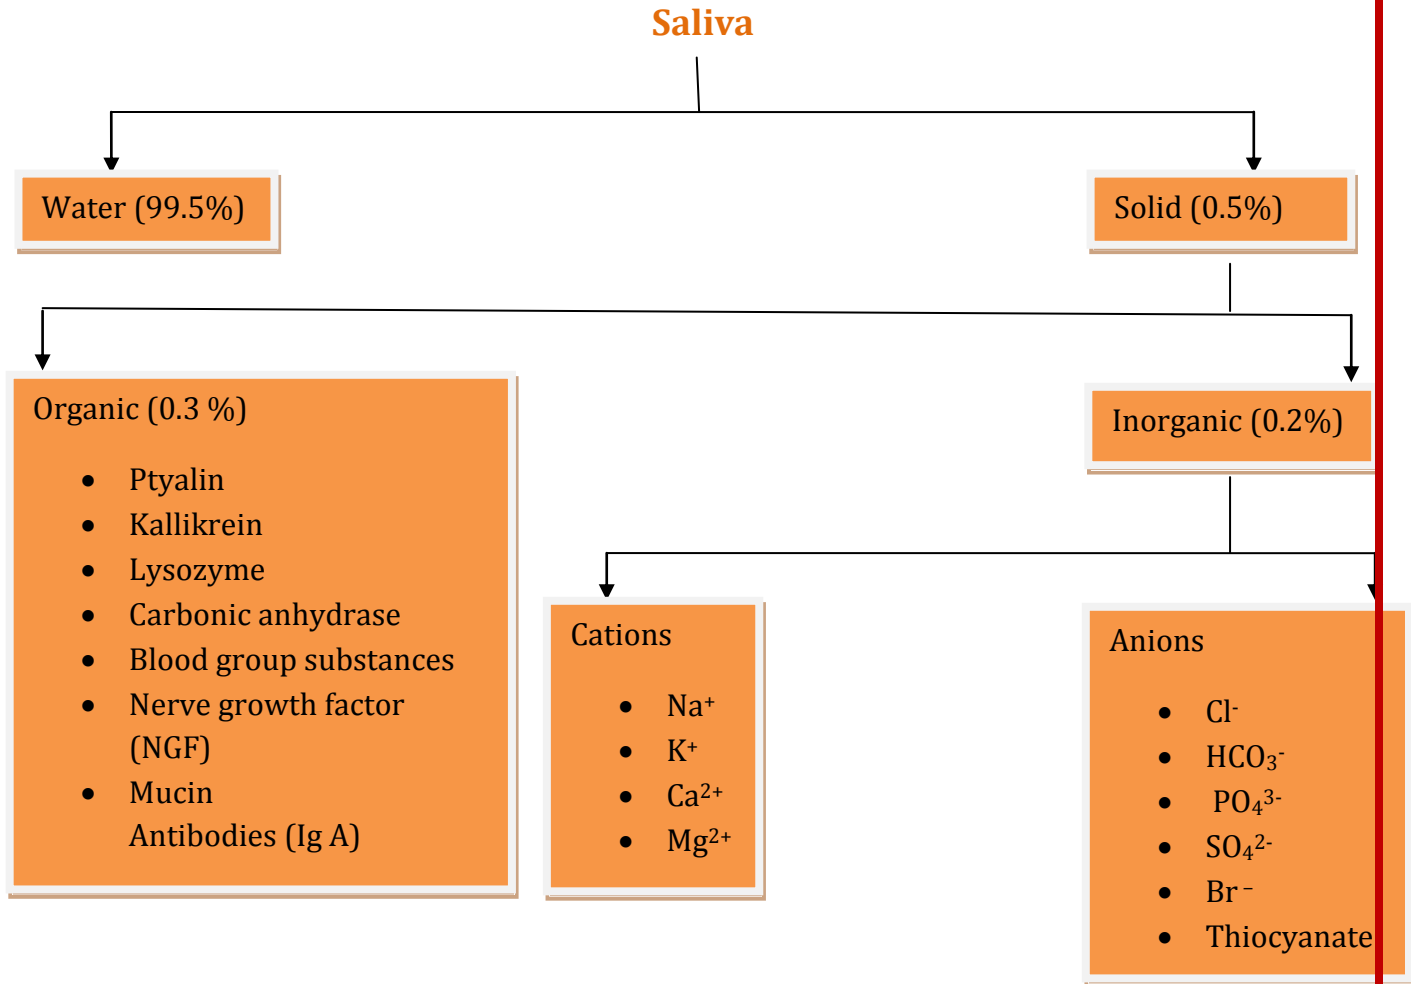 Saliva
Water (99.5%)
Solid (0.5%)
Organic (0.3 %)
• Ptyalin
• Kallikrein
• Lysozyme
• Carbonic anhydrase
• Blood group substances
• Nerve growth factor
(NGF)
• Mucin
Antibodies (Ig A)
Inorganic (0.2%)
Cations
• Na⁺
• K⁺
• Ca²⁺
• Mg²⁺
Anions
• Cl⁻
• HCO₃⁻
• PO₄³⁻
• SO₄²⁻
• Br ⁻
• Thiocyanate